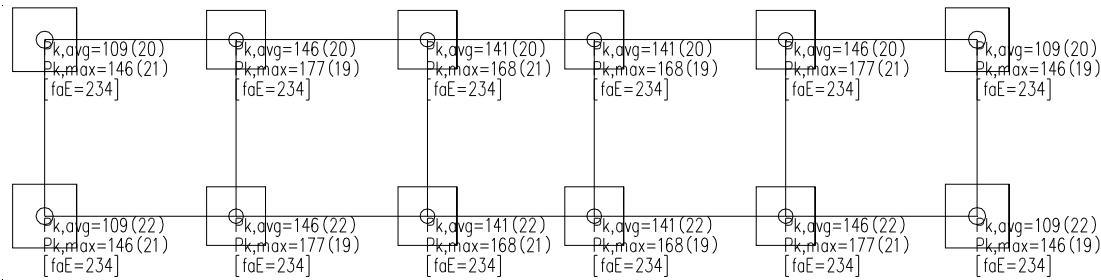 Pk,avg=109(20) Pk,avg=146(20) Pk,avg=141(20) Pk,avg=141(20) Pk,avg=146(20) Pk,avg=109(20)
Pk,max=146(21) Pk,max=177(19) Pk,max=168(21) Pk,max=168(19) Pk,max=177(21) Pk,max=146(19)
[faE=234] [faE=234] [faE=234] [faE=234] [faE=234] [faE=234]
Pk,avg=109(22) Pk,avg=146(22) Pk,avg=141(22) Pk,avg=141(22) Pk,avg=146(22) Pk,avg=109(22)
Pk,max=146(21) Pk,max=177(19) Pk,max=168(21) Pk,max=168(19) Pk,max=177(21) Pk,max=146(19)
[faE=234] [faE=234] [faE=234] [faE=234] [faE=234] [faE=234]